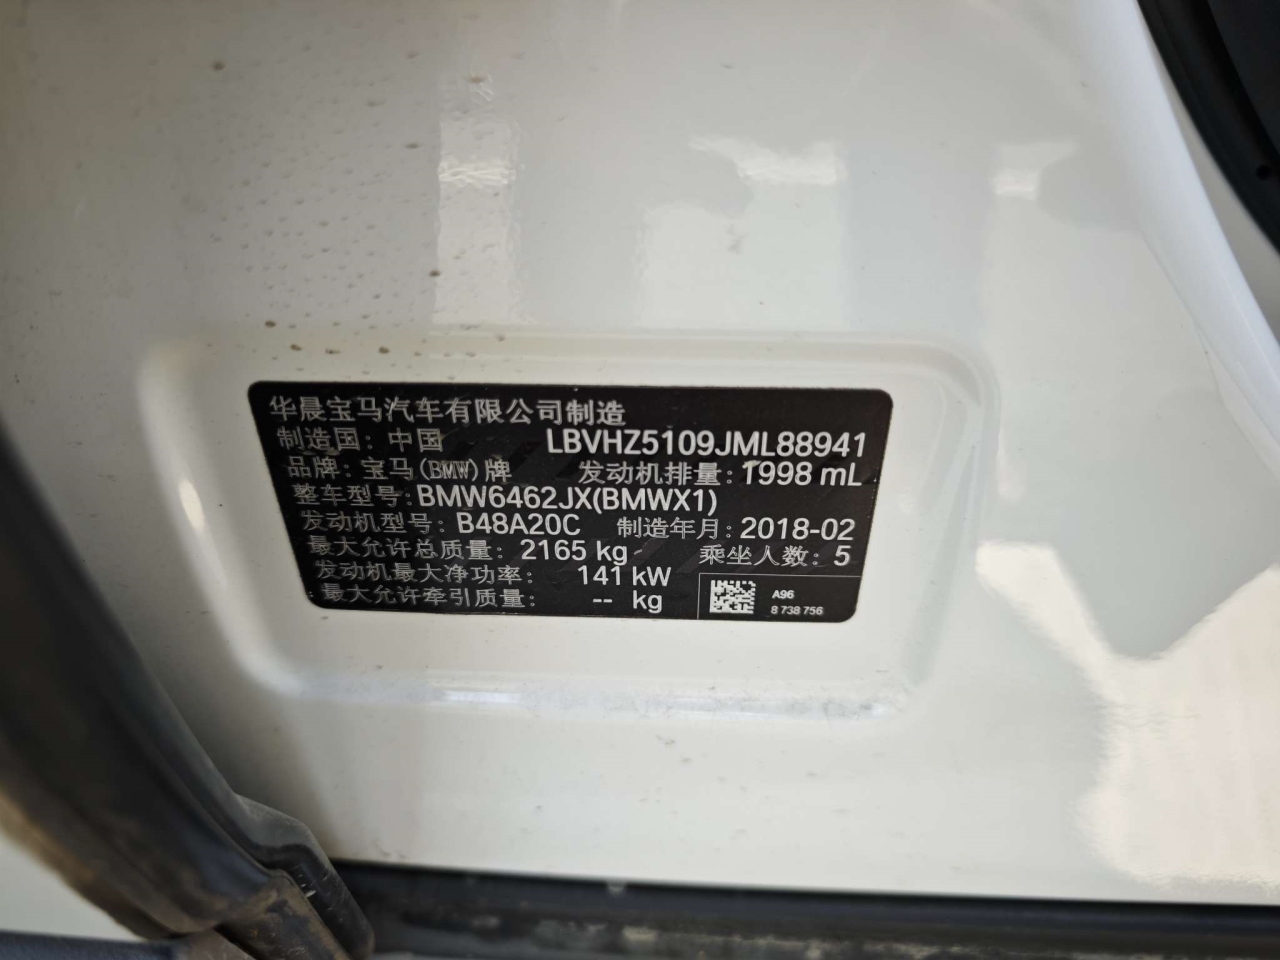 华晨宝马汽车有限公司制造
制造国：中国 LBVHZ5109JML88941
品牌：宝马(BMW)牌 发动机排量：1998 mL
整车型号：BMW6462JX(BMWX1)
发动机型号：B48A20C 制造年月：2018-02
最大允许总质量：2165 kg 乘坐人数：5
发动机最大净功率：141 kW
最大允许牵引质量：-- kg
A96
8 738 756